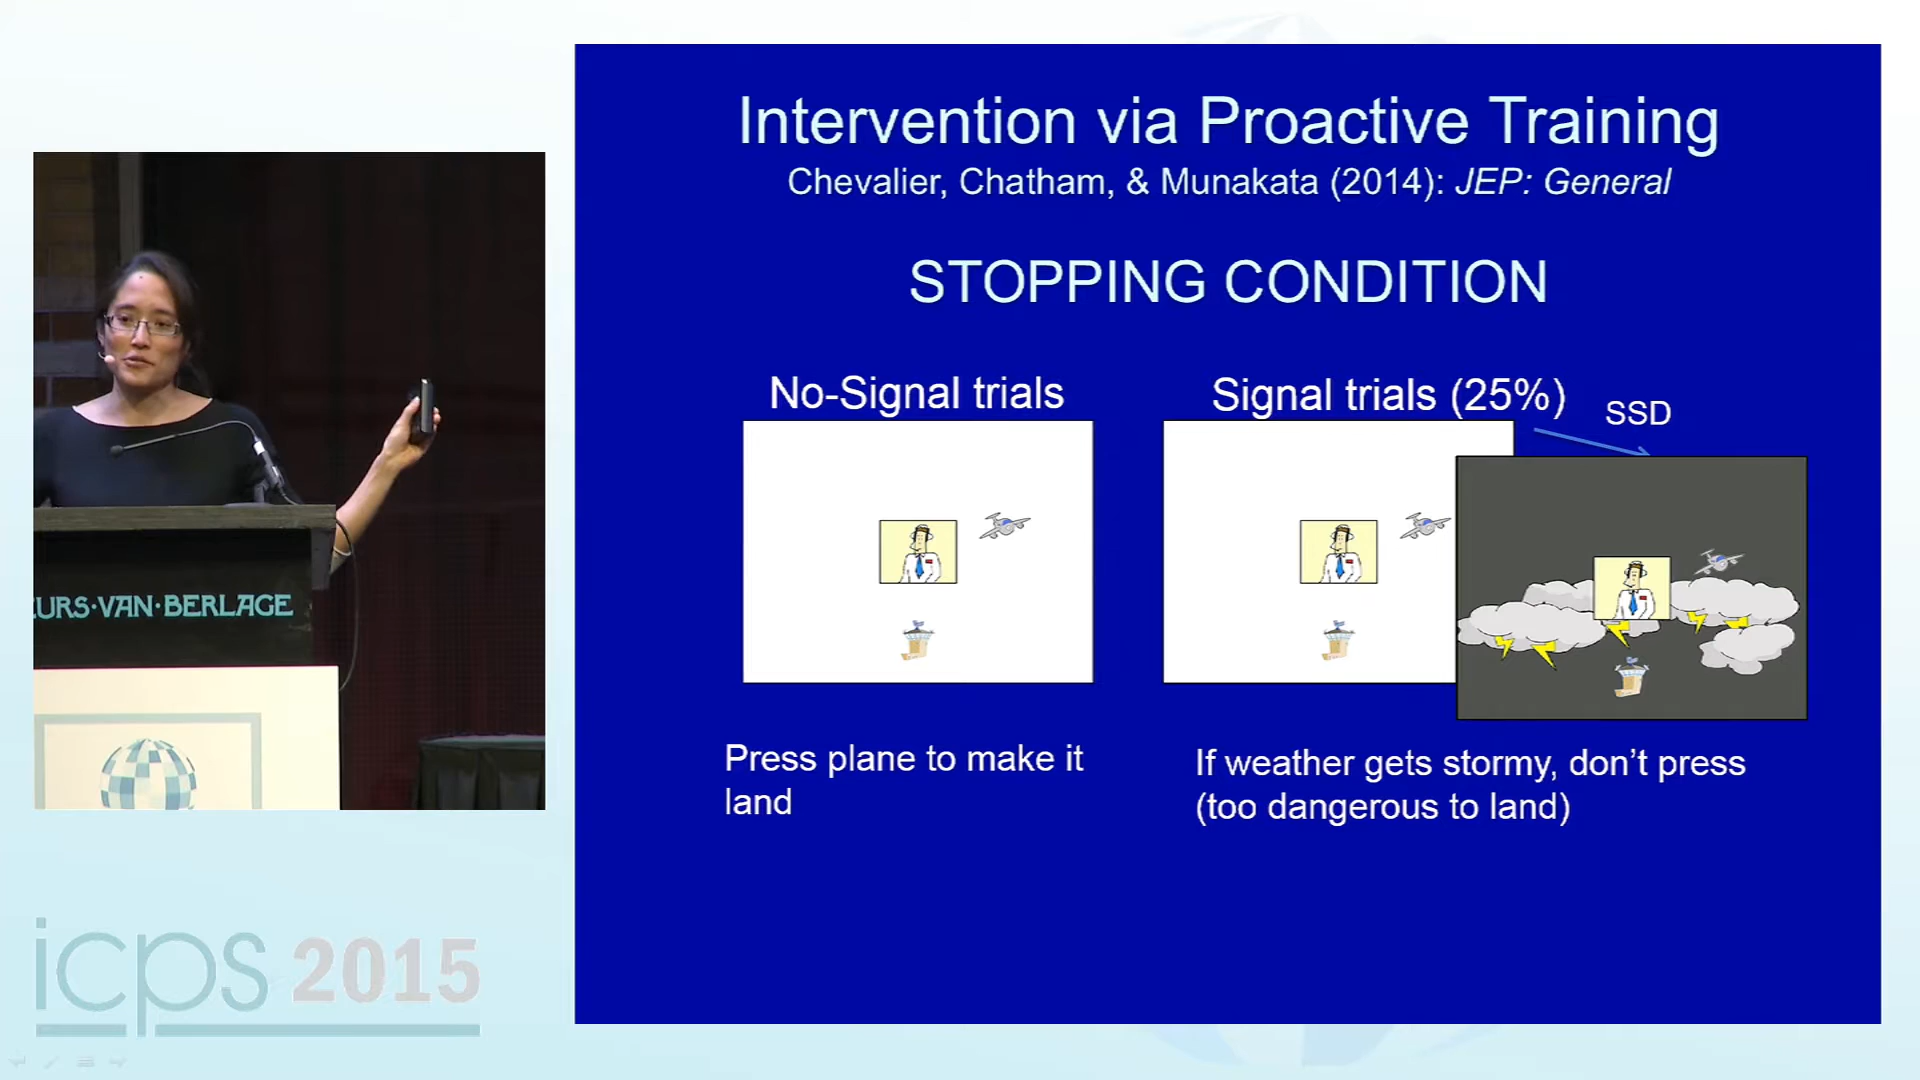 Intervention via Proactive Training
Chevalier, Chatham, & Munakata (2014): JEP: General
STOPPING CONDITION
No-Signal trials
Signal trials (25%)
SSD
Press plane to make it
land
If weather gets stormy, don't press
(too dangerous to land)
EURS·VAN·BERLAGE
icps 2015